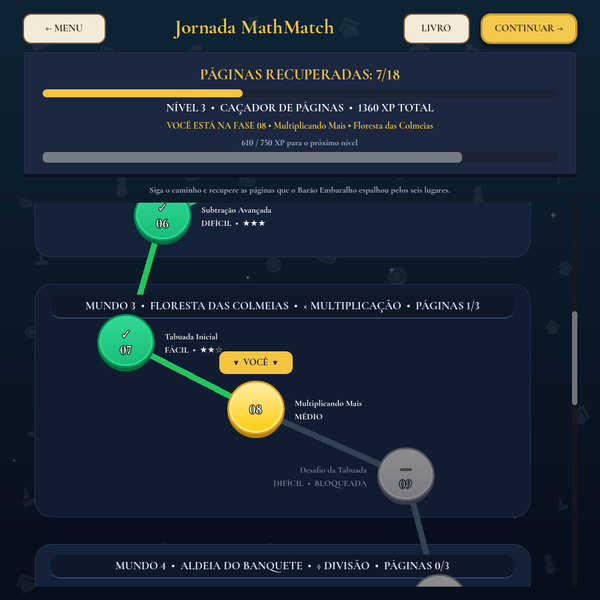 ← MENU
Jornada MathMatch
LIVRO
CONTINUAR →
PÁGINAS RECUPERADAS: 7/18
NÍVEL 3 • CAÇADOR DE PÁGINAS • 1360 XP TOTAL
VOCÊ ESTÁ NA FASE 08 • Multiplicando Mais • Floresta das Colmeias
610 / 750 XP para o próximo nível
Siga o caminho e recupere as páginas que o Barão Embaralho espalhou pelos seis lugares.
✓
06
Subtração Avançada
DIFÍCIL • ★★★
MUNDO 3 • FLORESTA DAS COLMEIAS • × MULTIPLICAÇÃO • PÁGINAS 1/3
✓
07
Tabuada Inicial
FÁCIL • ★★☆
▼ VOCÊ ▼
08
Multiplicando Mais
MÉDIO
Desafio da Tabuada
DIFÍCIL • BLOQUEADA
—
09
MUNDO 4 • ALDEIA DO BANQUETE • ÷ DIVISÃO • PÁGINAS 0/3